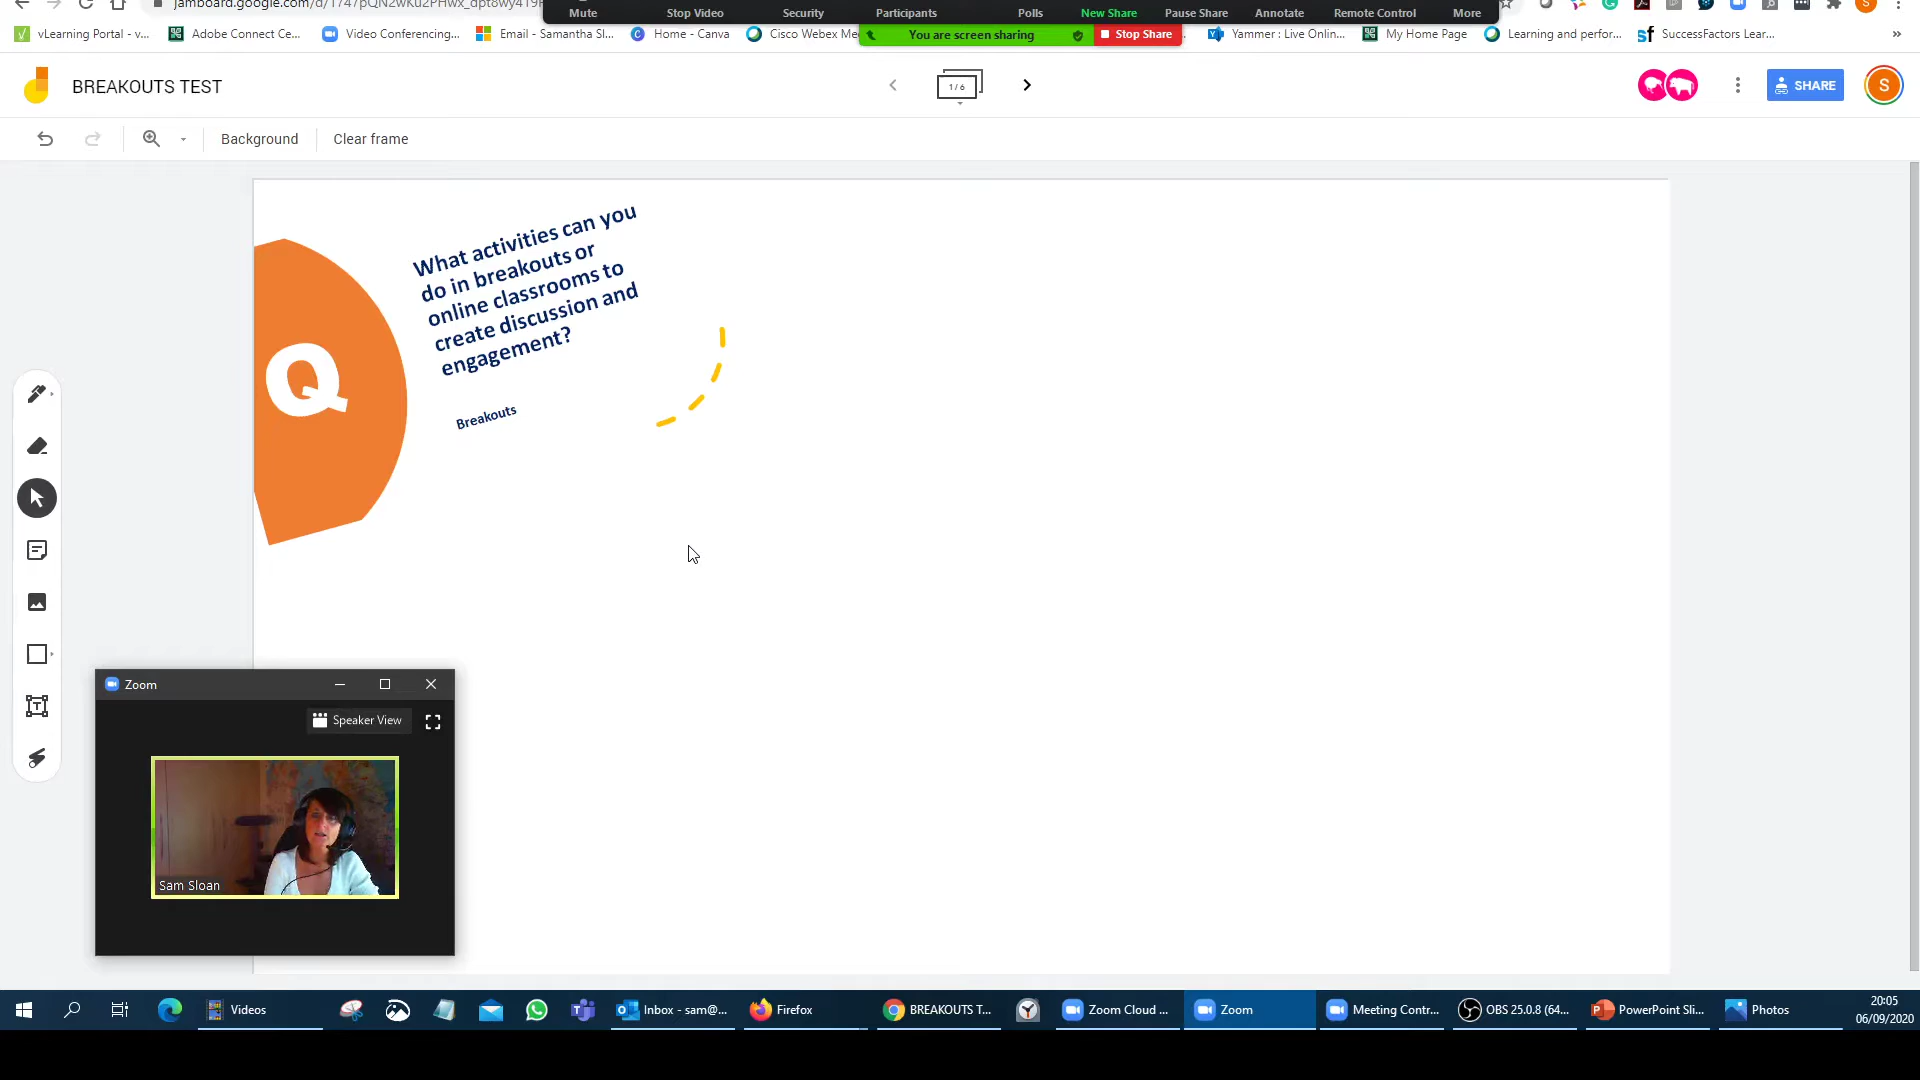 Mute Stop Video Security Participants Polls New Share Pause Share Annotate Remote Control More
vLearning Portal - v... Adobe Connect Ce... Video Conferencing... Email - Samantha Sl... Home - Canva Cisco Webex Me You are screen sharing Stop Share Yammer : Live Onlin... My Home Page Learning and perfor... SuccessFactors Lear... »
BREAKOUTS TEST
1 / 6
SHARE
S
Background Clear frame
What activities can you
do in breakouts or
online classrooms to
create discussion and
engagement?
Q
Breakouts
Zoom
Speaker View
Sam Sloan
Videos Inbox - sam@... Firefox BREAKOUTS T... Zoom Cloud ... Zoom Meeting Contr... OBS 25.0.8 (64... PowerPoint Sli... Photos
20:05
06/09/2020